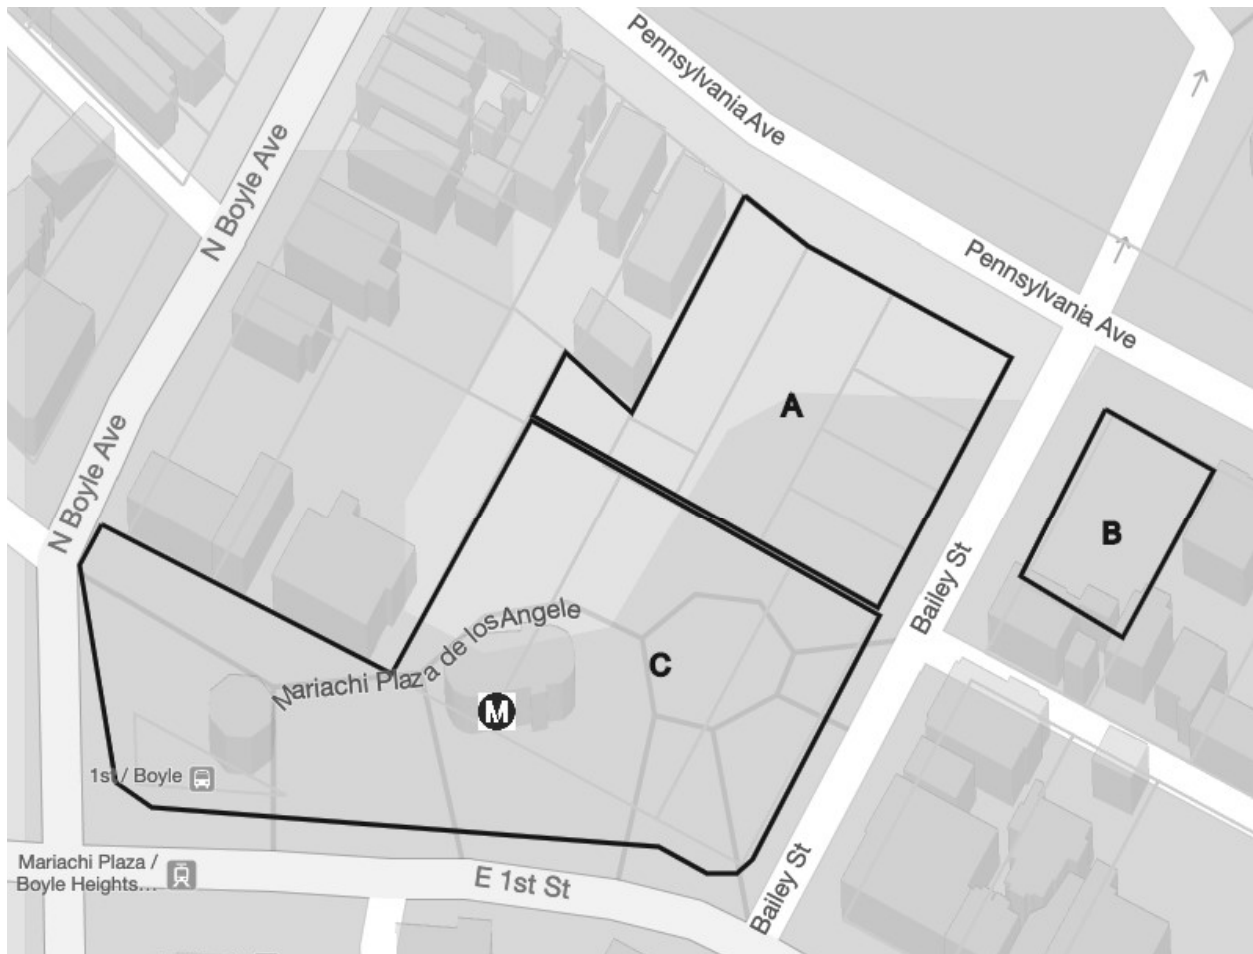 Pennsylvania Ave
N Boyle Ave
Pennsylvania Ave
A
B
N Boyle Ave
Bailey St
Mariachi Plaza de los Angele
C
M
1st / Boyle
Mariachi Plaza /
Boyle Heights...
E 1st St
Bailey St